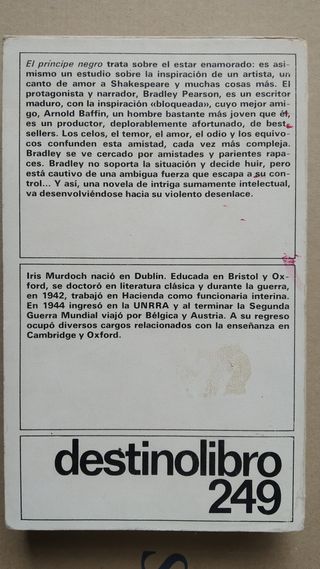 El príncipe negro trata sobre el estar enamorado: es asi-
mismo un estudio sobre la inspiración de un artista, un
canto de amor a Shakespeare y muchas cosas más. El
protagonista y narrador, Bradley Pearson, es un escritor
maduro, con la inspiración «bloqueada», cuyo mejor ami-
go, Arnold Baffin, un hombre bastante más joven que él,
es un productor, deplorablemente afortunado, de best-
sellers. Los celos, el temor, el amor, el odio y los equívo-
cos confunden esta amistad, cada vez más compleja.
Bradley se ve cercado por amistades y parientes rapa-
ces. Bradley no soporta la situación y decide huir, pero
está cautivo de una ambigua fuerza que escapa a su con-
trol... Y así, una novela de intriga sumamente intelectual,
va desenvolviéndose hacia su violento desenlace.
Iris Murdoch nació en Dublín. Educada en Bristol y Ox-
ford, se doctoró en literatura clásica y durante la guerra,
en 1942, trabajó en Hacienda como funcionaria interina.
En 1944 ingresó en la UNRRA y al terminar la Segunda
Guerra Mundial viajó por Bélgica y Austria. A su regreso
ocupó diversos cargos relacionados con la enseñanza en
Cambridge y Oxford.
destinolibro
249